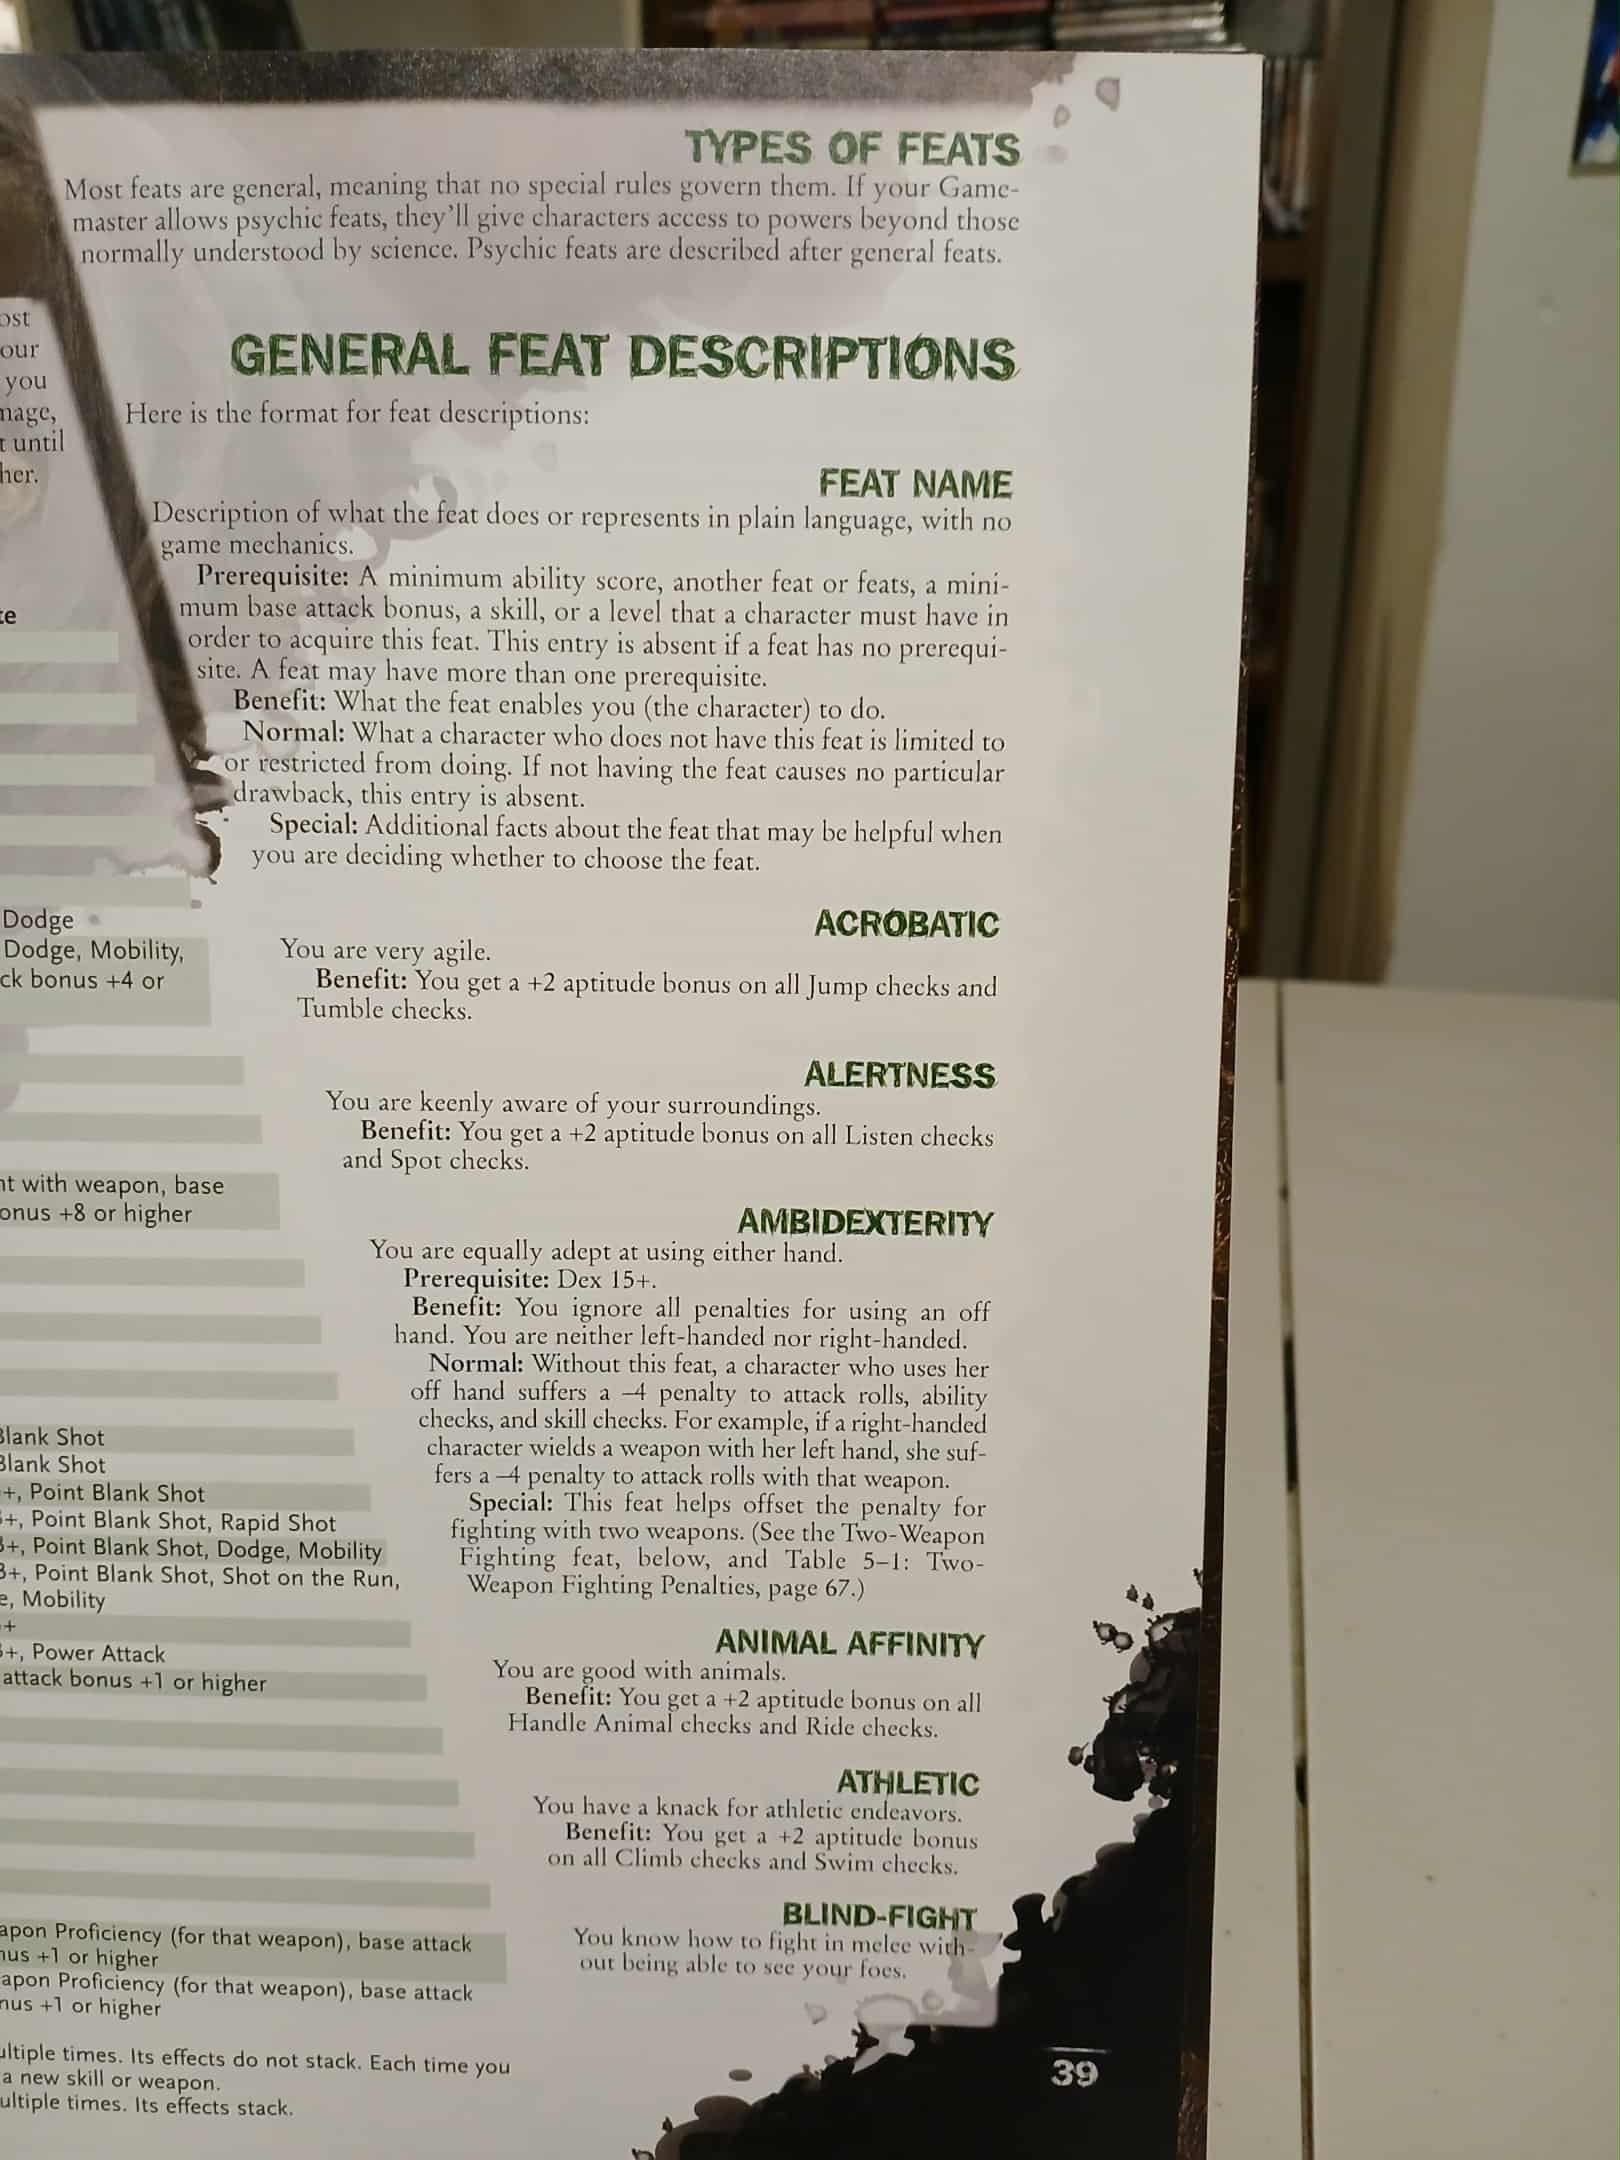 TYPES OF FEATS
Most feats are general, meaning that no special rules govern them. If your Game-
master allows psychic feats, they'll give characters access to powers beyond those
normally understood by science. Psychic feats are described after general feats.
GENERAL FEAT DESCRIPTIONS
Here is the format for feat descriptions:
FEAT NAME
Description of what the feat does or represents in plain language, with no
game mechanics.
Prerequisite: A minimum ability score, another feat or feats, a mini-
mum base attack bonus, a skill, or a level that a character must have in
order to acquire this feat. This entry is absent if a feat has no prerequi-
site. A feat may have more than one prerequisite.
Benefit: What the feat enables you (the character) to do.
Normal: What a character who does not have this feat is limited to
or restricted from doing. If not having the feat causes no particular
drawback, this entry is absent.
Special: Additional facts about the feat that may be helpful when
you are deciding whether to choose the feat.
ACROBATIC
You are very agile.
Benefit: You get a +2 aptitude bonus on all Jump checks and
Tumble checks.
ALERTNESS
You are keenly aware of your surroundings.
Benefit: You get a +2 aptitude bonus on all Listen checks
and Spot checks.
AMBIDEXTERITY
You are equally adept at using either hand.
Prerequisite: Dex 15+.
Benefit: You ignore all penalties for using an off
hand. You are neither left-handed nor right-handed.
Normal: Without this feat, a character who uses her
off hand suffers a –4 penalty to attack rolls, ability
checks, and skill checks. For example, if a right-handed
character wields a weapon with her left hand, she suf-
fers a –4 penalty to attack rolls with that weapon.
Special: This feat helps offset the penalty for
fighting with two weapons. (See the Two-Weapon
Fighting feat, below, and Table 5–1: Two-
Weapon Fighting Penalties, page 67.)
ANIMAL AFFINITY
You are good with animals.
Benefit: You get a +2 aptitude bonus on all
Handle Animal checks and Ride checks.
ATHLETIC
You have a knack for athletic endeavors.
Benefit: You get a +2 aptitude bonus
on all Climb checks and Swim checks.
BLIND-FIGHT
You know how to fight in melee with-
out being able to see your foes.
39
our
you
until
her.
Dodge
Dodge, Mobility,
bonus +4 or
with weapon, base
+8 or higher
Blank Shot
Blank Shot
+, Point Blank Shot
+, Point Blank Shot, Rapid Shot
+, Point Blank Shot, Dodge, Mobility
+, Point Blank Shot, Shot on the Run,
Mobility
+
+, Power Attack
attack bonus +1 or higher
Proficiency (for that weapon), base attack
+1 or higher
Proficiency (for that weapon), base attack
+1 or higher
times. Its effects do not stack. Each time you
a new skill or weapon.
times. Its effects stack.